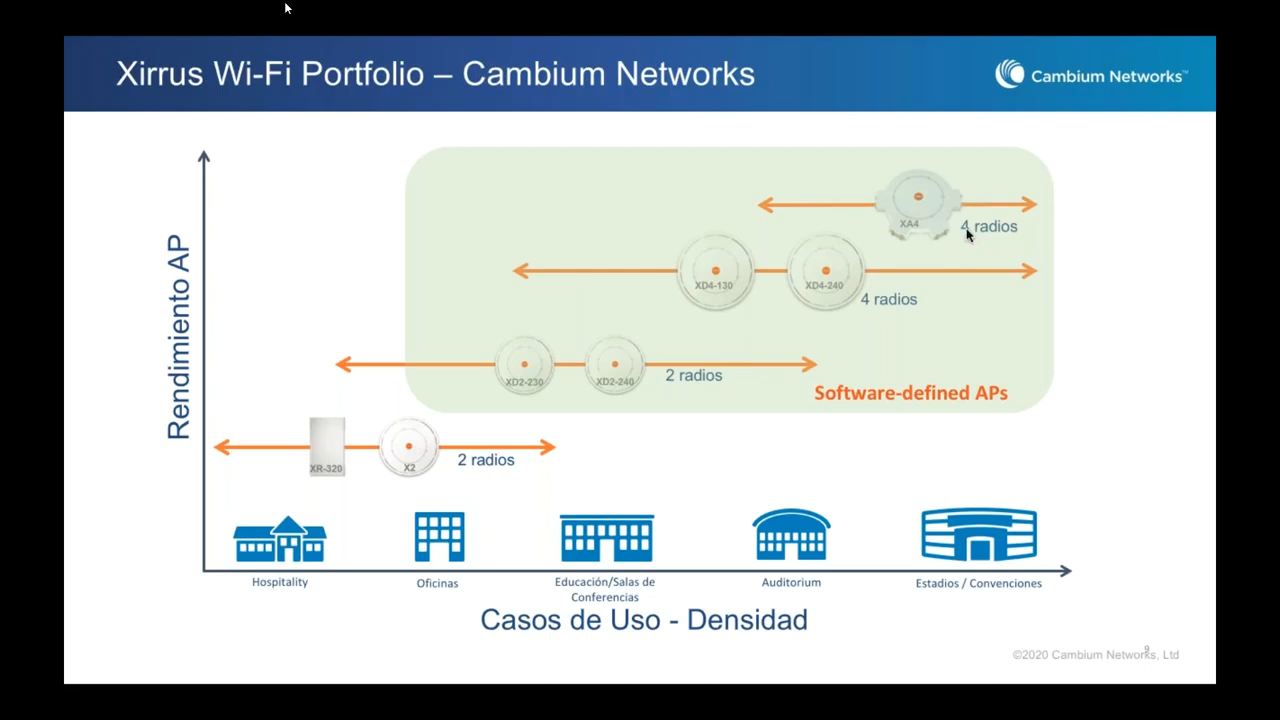 Xirrus Wi-Fi Portfolio – Cambium Networks
Cambium Networks™
Rendimiento AP
XA4
4 radios
XD4-130
XD4-240
4 radios
XD2-230
XD2-240
2 radios
Software-defined APs
XR-320
X2
2 radios
Hospitality
Oficinas
Educación/Salas de
Conferencias
Auditorium
Estadios / Convenciones
Casos de Uso - Densidad
9
©2020 Cambium Networks, Ltd